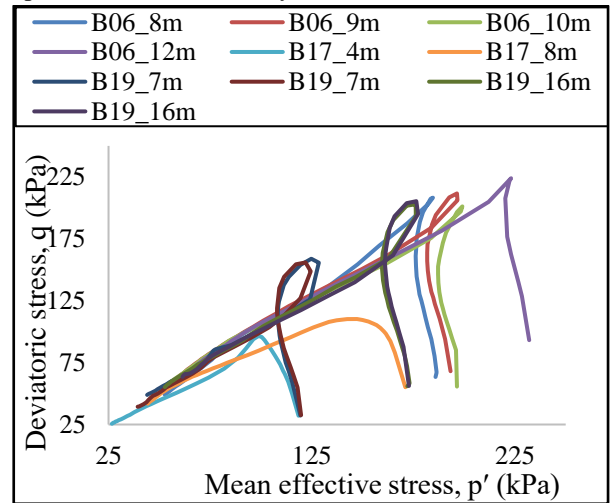 B06_8m B06_9m B06_10m
B06_12m B17_4m B17_8m
B19_7m B19_7m B19_16m
B19_16m
Deviatoric stress, q (kPa)
225
175
125
75
25
25 125 225
Mean effective stress, p′ (kPa)